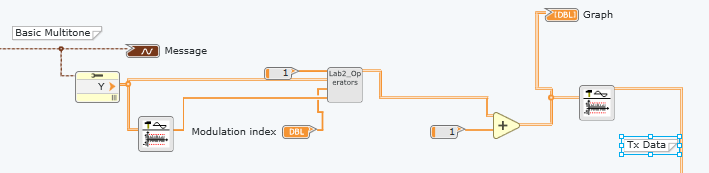 Basic Multitone
Message
[DBL]
Graph
Y
1
Lab2_Op
erators
Modulation index
DBL
1
+
Tx Data